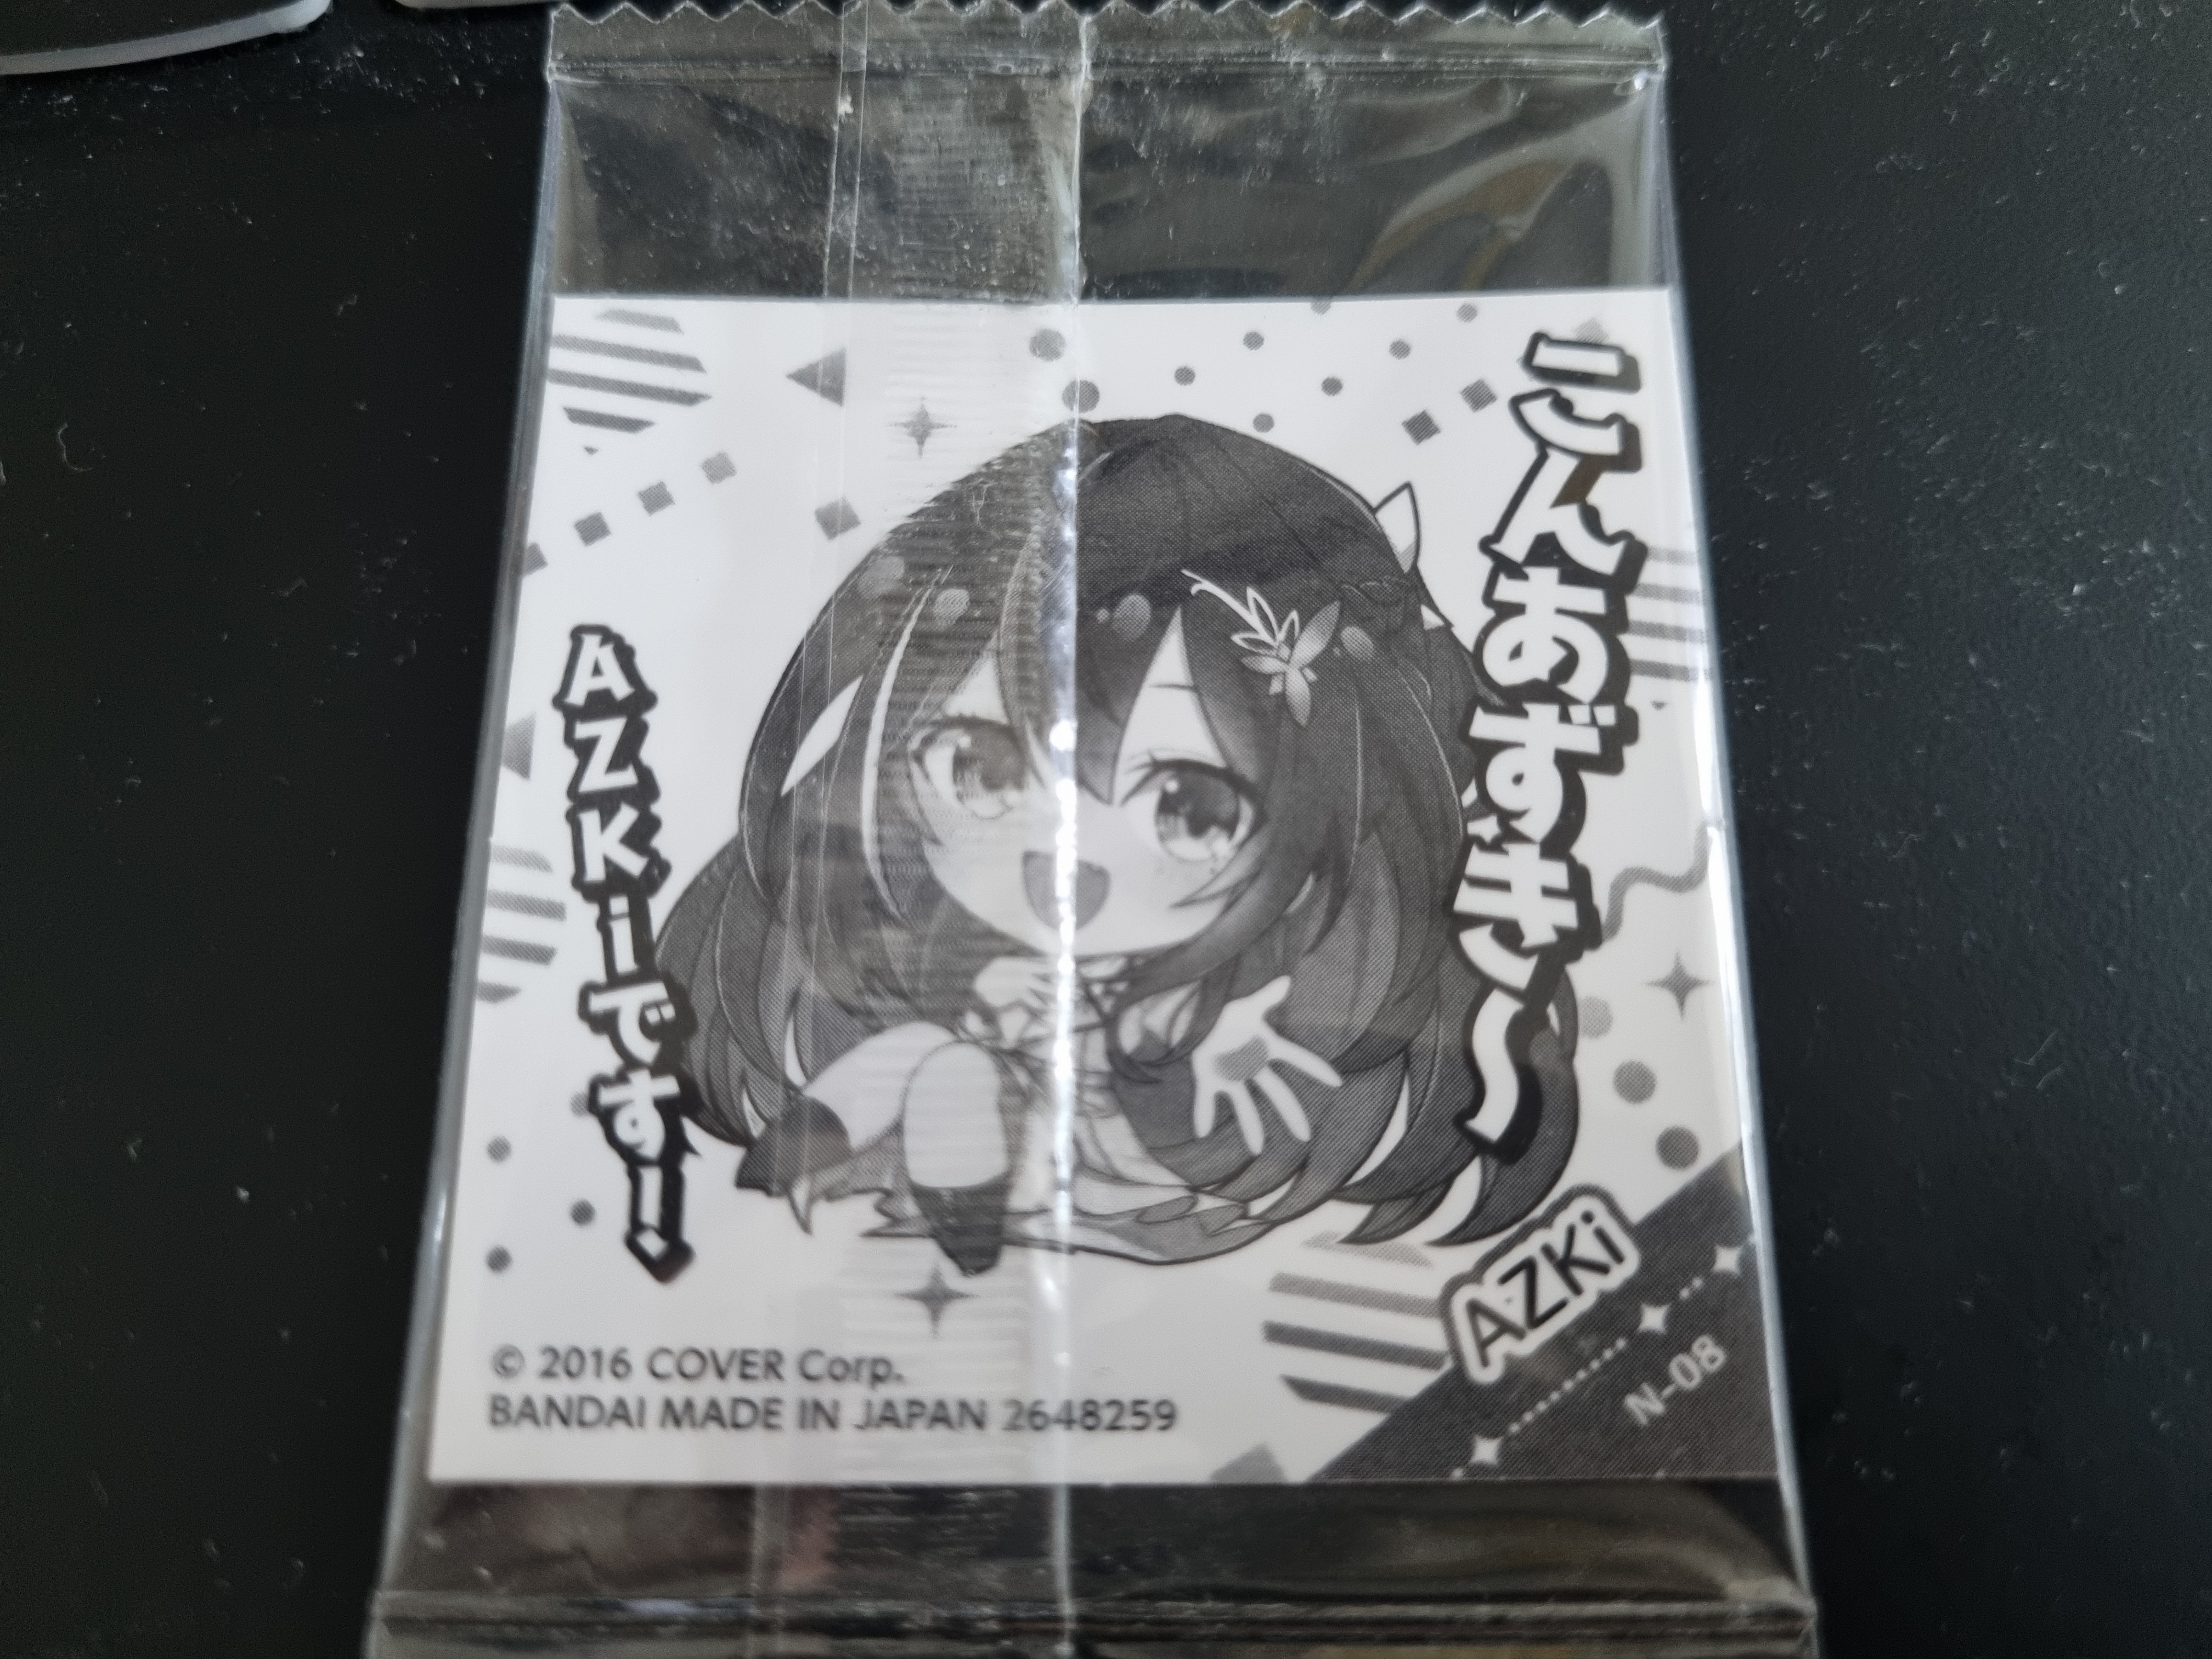 こんあずき～
AZKiです！
AZKi
N-08
© 2016 COVER Corp.
BANDAI MADE IN JAPAN 2648259